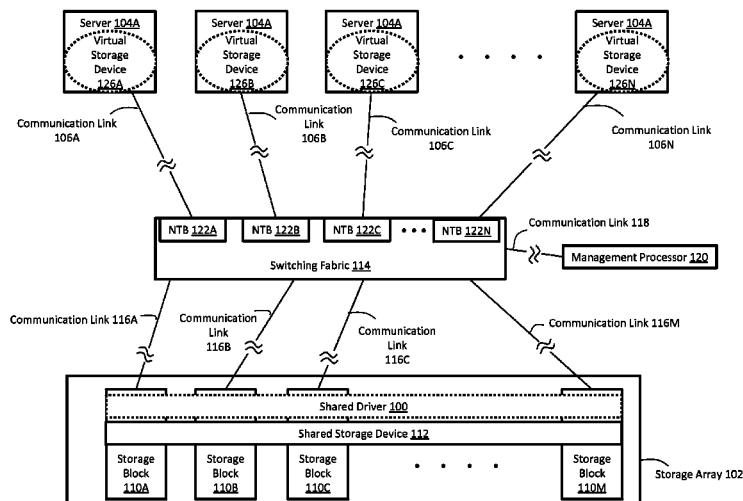 Server 104A
Virtual
Storage
Device
126A
Server 104A
Virtual
Storage
Device
126B
Server 104A
Virtual
Storage
Device
126C
Server 104A
Virtual
Storage
Device
126N
Communication Link
106A
Communication
Link
106B
Communication Link
106C
Communication Link
106N
NTB 122A
NTB 122B
NTB 122C
NTB 122N
Switching Fabric 114
Communication Link 118
Management Processor 120
Communication Link 116A
Communication
Link
116B
Communication
Link
116C
Communication Link 116M
Shared Driver 100
Shared Storage Device 112
Storage
Block
110A
Storage
Block
110B
Storage
Block
110C
Storage
Block
110M
Storage Array 102